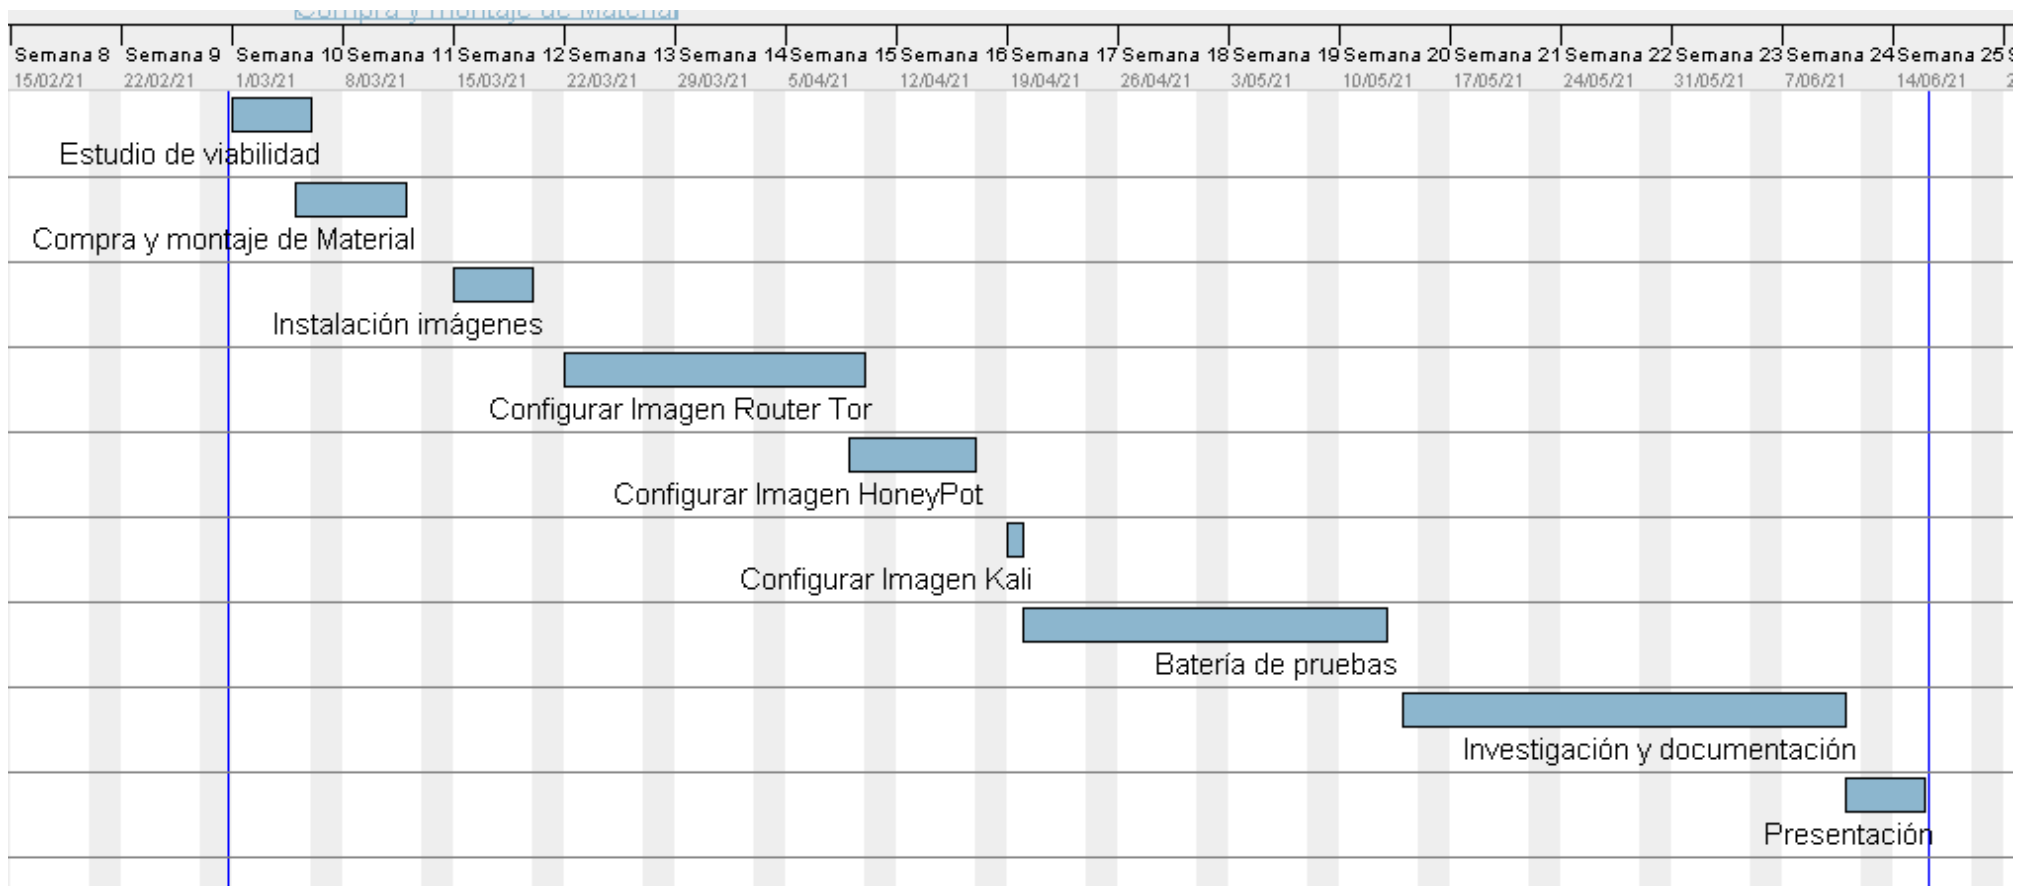 Compra y montaje de Material
Semana 8 Semana 9 Semana 10 Semana 11 Semana 12 Semana 13 Semana 14 Semana 15 Semana 16 Semana 17 Semana 18 Semana 19 Semana 20 Semana 21 Semana 22 Semana 23 Semana 24 Semana 25
15/02/21 22/02/21 1/03/21 8/03/21 15/03/21 22/03/21 29/03/21 5/04/21 12/04/21 19/04/21 26/04/21 3/05/21 10/05/21 17/05/21 24/05/21 31/05/21 7/06/21 14/06/21
Estudio de viabilidad
Compra y montaje de Material
Instalación imágenes
Configurar Imagen Router Tor
Configurar Imagen HoneyPot
Configurar Imagen Kali
Batería de pruebas
Investigación y documentación
Presentación